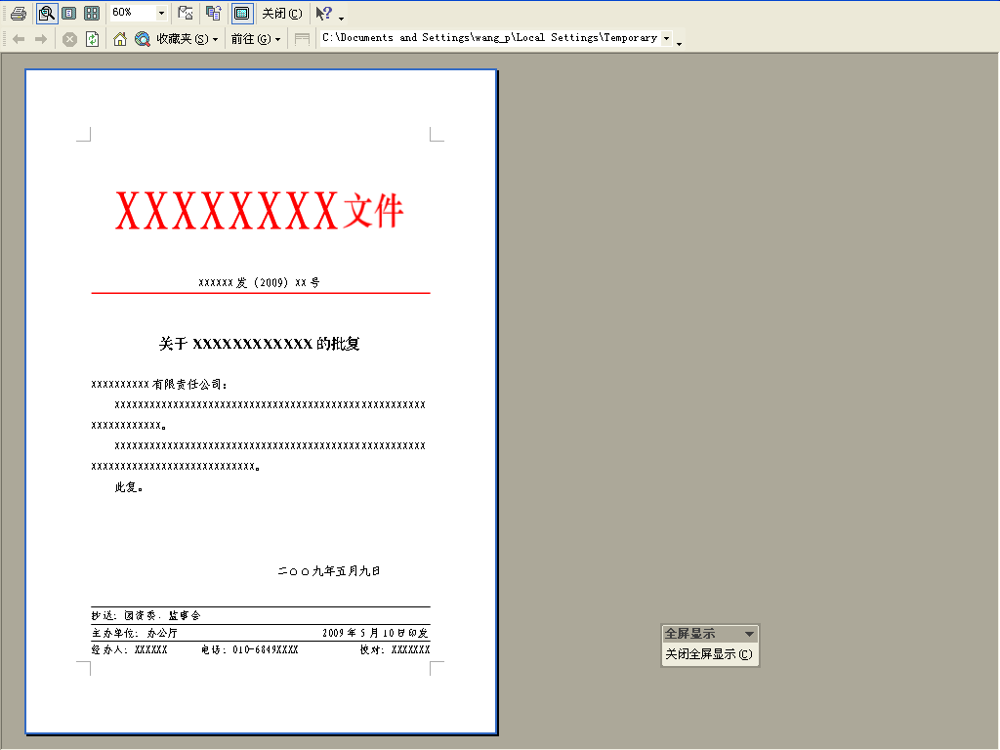 60% 关闭(C)
收藏夹(S) 前往(G) C:\Documents and Settings\wang_p\Local Settings\Temporary
XXXXXXXX文件
XXXXXX发（2009）XX号
关于XXXXXXXXXXXX的批复
XXXXXXXXXX有限责任公司：
XXXXXXXXXXXXXXXXXXXXXXXXXXXXXXXXXXXXXXXXXXXXXXXXXXXXX
XXXXXXXXXXXX。
XXXXXXXXXXXXXXXXXXXXXXXXXXXXXXXXXXXXXXXXXXXXXXXXXXXXX
XXXXXXXXXXXXXXXXXXXXXXXXXXXX。
此复。
二〇〇九年五月九日
抄送：国资委．监事会
主办单位：办公厅 2009年5月10日印发
经办人：XXXXXX 电话：010-6849XXXX 校对：XXXXXXX
全屏显示
关闭全屏显示(C)